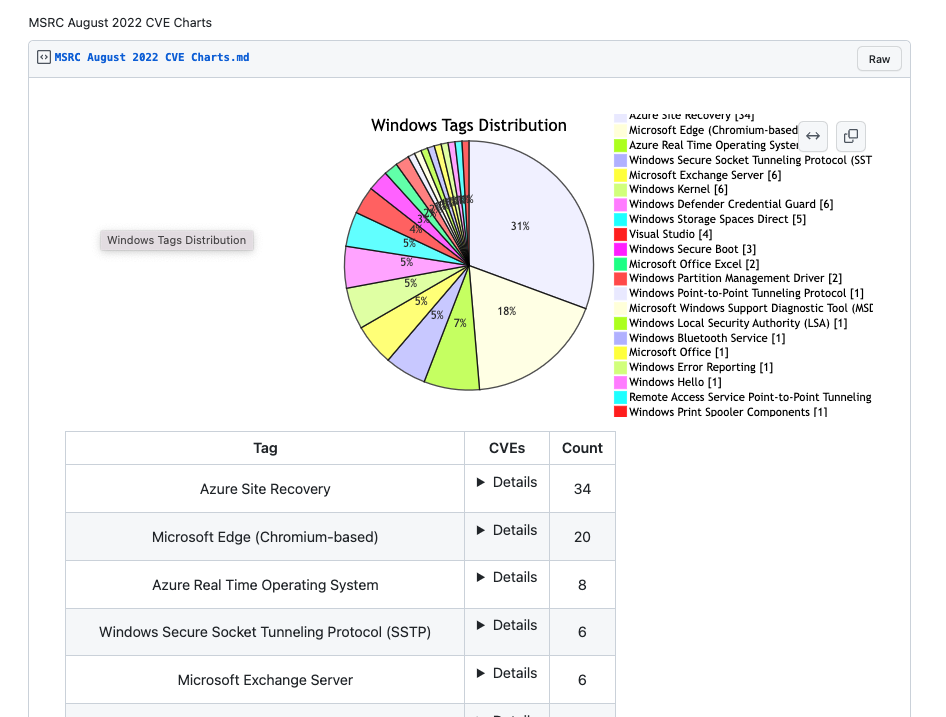 MSRC August 2022 CVE Charts
MSRC August 2022 CVE Charts.md
Raw
Windows Tags Distribution
Azure Site Recovery [34]
Microsoft Edge (Chromium-based
Azure Real Time Operating System
Windows Secure Socket Tunneling Protocol (SST
Microsoft Exchange Server [6]
Windows Kernel [6]
Windows Defender Credential Guard [6]
Windows Storage Spaces Direct [5]
Visual Studio [4]
Windows Secure Boot [3]
Microsoft Office Excel [2]
Windows Partition Management Driver [2]
Windows Point-to-Point Tunneling Protocol [1]
Microsoft Windows Support Diagnostic Tool (MSD
Windows Local Security Authority (LSA) [1]
Windows Bluetooth Service [1]
Microsoft Office [1]
Windows Error Reporting [1]
Windows Hello [1]
Remote Access Service Point-to-Point Tunneling
Windows Print Spooler Components [1]
31%
18%
7%
5%
5%
5%
5%
5%
4%
3%
2%
Windows Tags Distribution
Tag CVEs Count
Azure Site Recovery Details 34
Microsoft Edge (Chromium-based) Details 20
Azure Real Time Operating System Details 8
Windows Secure Socket Tunneling Protocol (SSTP) Details 6
Microsoft Exchange Server Details 6